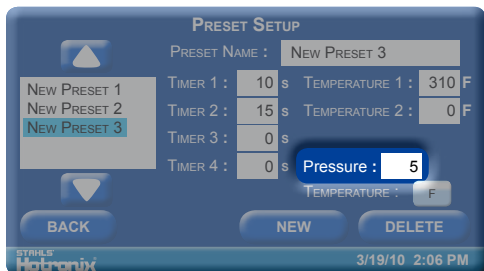 PRESET SETUP
PRESET NAME : NEW PRESET 3
NEW PRESET 1
NEW PRESET 2
NEW PRESET 3
TIMER 1 : 10 s TEMPERATURE 1 : 310 F
TIMER 2 : 15 s TEMPERATURE 2 : 0 F
TIMER 3 : 0 s
TIMER 4 : 0 s Pressure : 5
TEMPERATURE : F
BACK NEW DELETE
STAHLS' Hotronix 3/19/10 2:06 PM